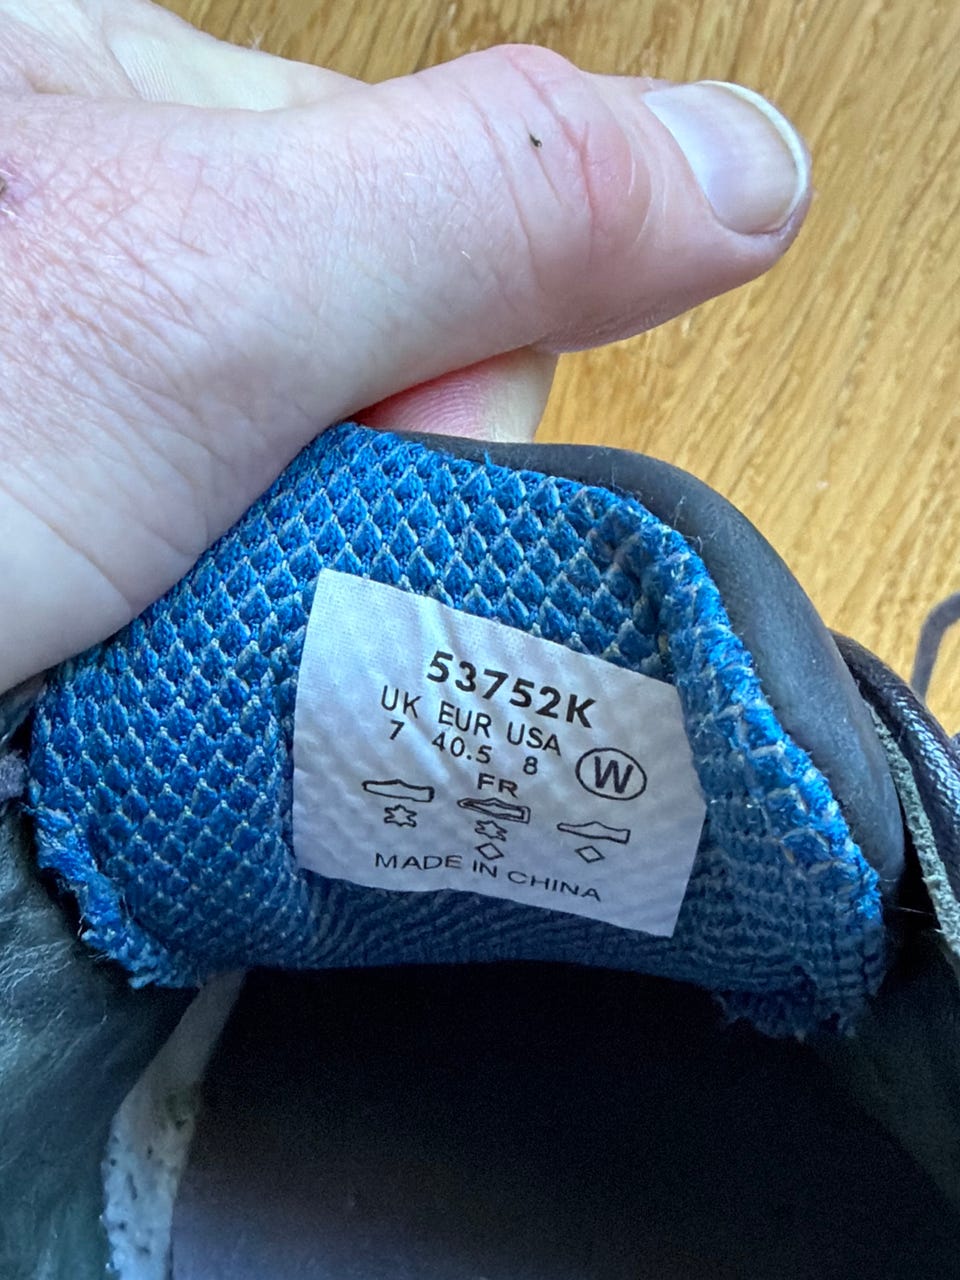 53752K
UK EUR USA
7 40.5 8
W
FR
MADE IN CHINA